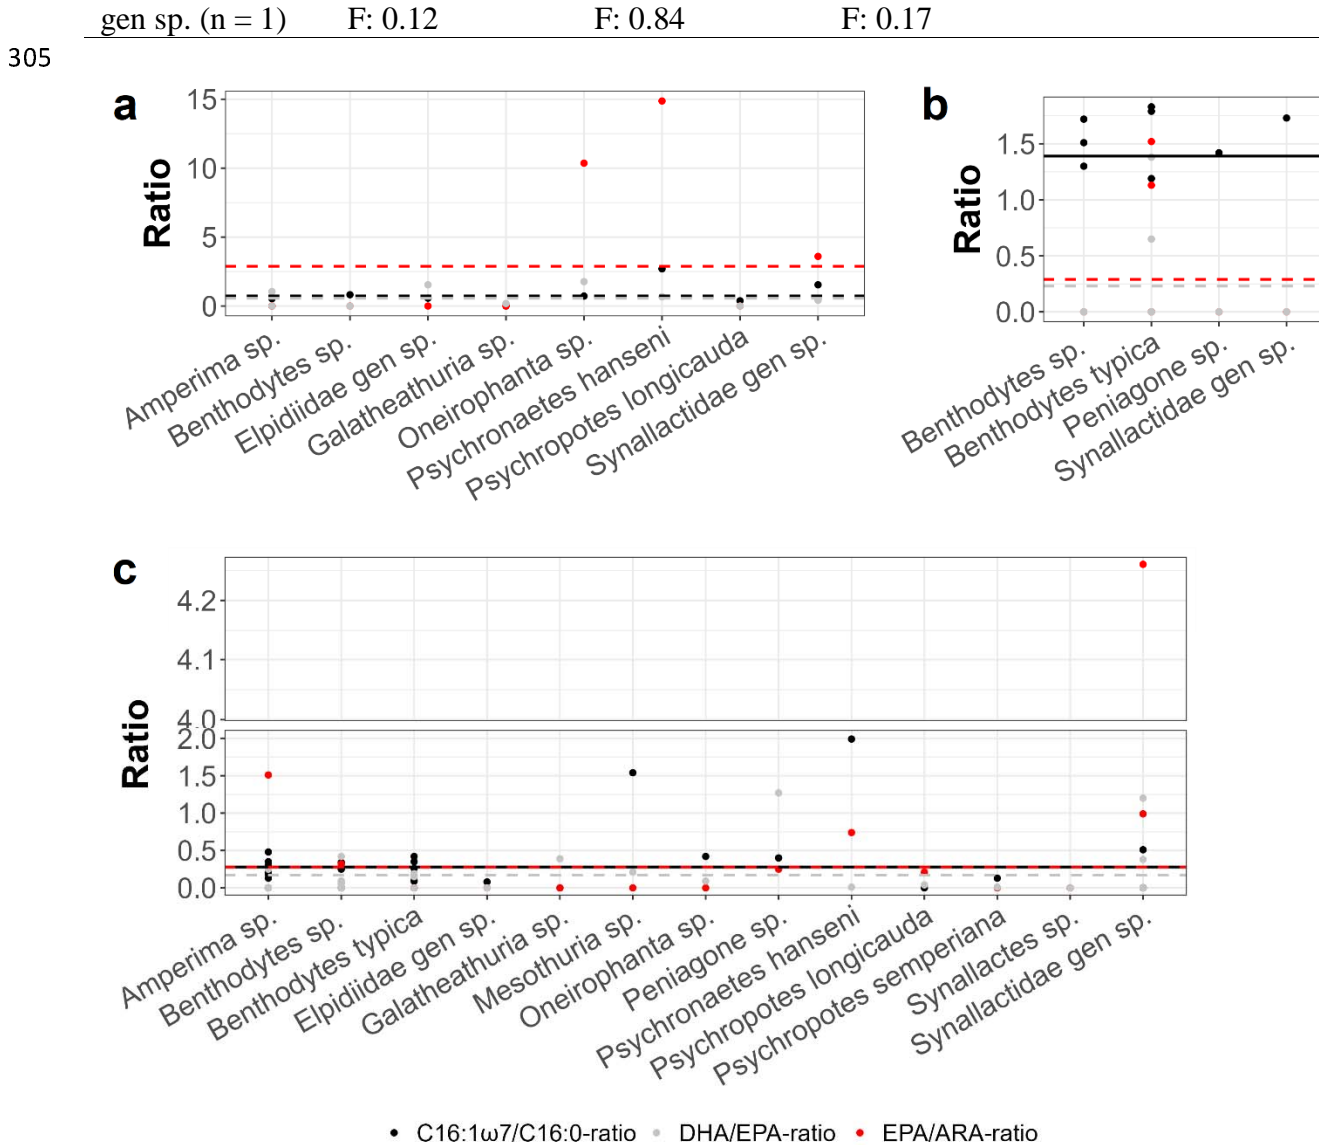 gen sp. (n = 1) F: 0.12 F: 0.84 F: 0.17
305
a
Ratio
15
10
5
0
Amperima sp.
Benthodytes sp.
Elpidiidae gen sp.
Galatheathuria sp.
Oneirophanta sp.
Psychronaetes hanseni
Psychropotes longicauda
Synallactidae gen sp.
b
Ratio
1.5
1.0
0.5
0.0
Benthodytes sp.
Benthodytes typica
Peniagone sp.
Synallactidae gen sp.
c
Ratio
4.2
4.1
4.0
2.0
1.5
1.0
0.5
0.0
Amperima sp.
Benthodytes sp.
Benthodytes typica
Elpidiidae gen sp.
Galatheathuria sp.
Mesothuria sp.
Oneirophanta sp.
Peniagone sp.
Psychronaetes hanseni
Psychropotes longicauda
Psychropotes semperiana
Synallactes sp.
Synallactidae gen sp.
C16:1ω7/C16:0-ratio DHA/EPA-ratio EPA/ARA-ratio